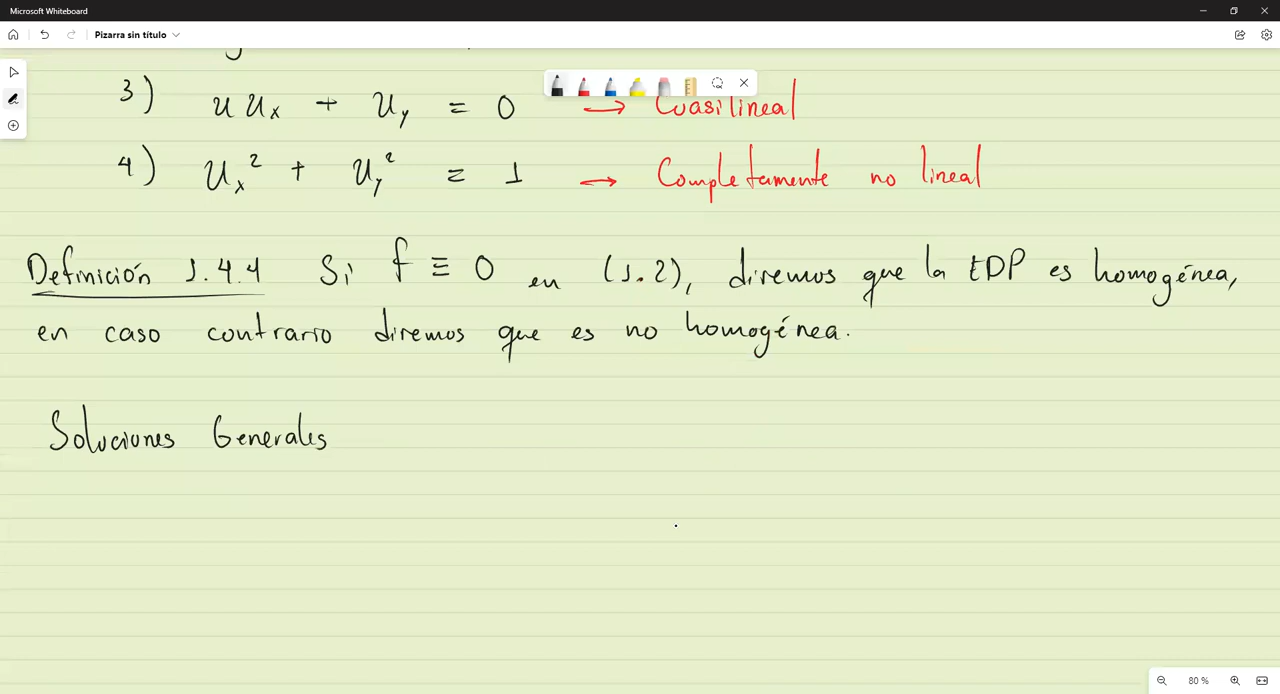 Microsoft Whiteboard
Pizarra sin título
3) u uₓ + u_y = 0 → Cuasilineal
4) uₓ² + u_y² = 1 → Completamente no lineal
Definición 1.4.4 Si f ≡ 0 en (1.2), diremos que la EDP es homogénea,
en caso contrario diremos que es no homogénea.
Soluciones Generales
80 %